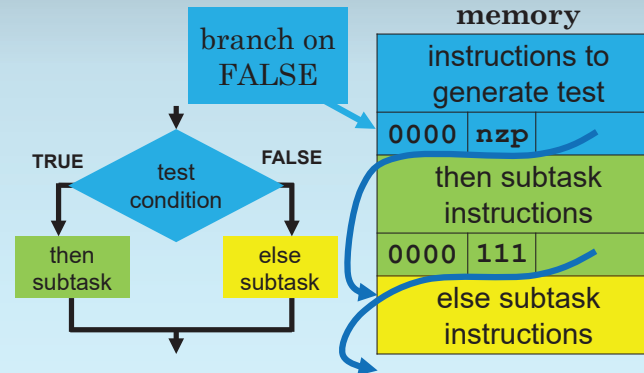 branch on
FALSE
TRUE
FALSE
test
condition
then
subtask
else
subtask
memory
instructions to
generate test
0000 nzp
then subtask
instructions
0000 111
else subtask
instructions